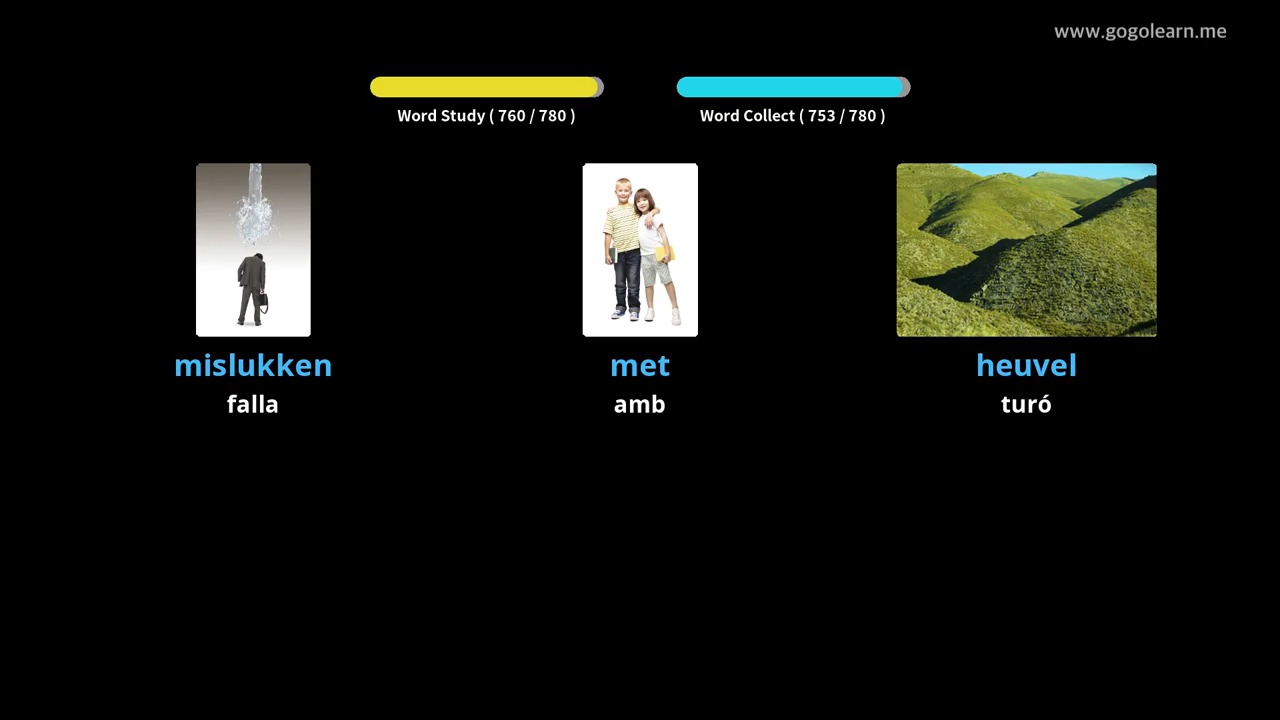 www.gogolearn.me
Word Study ( 760 / 780 )
Word Collect ( 753 / 780 )
mislukken
falla
met
amb
heuvel
turó